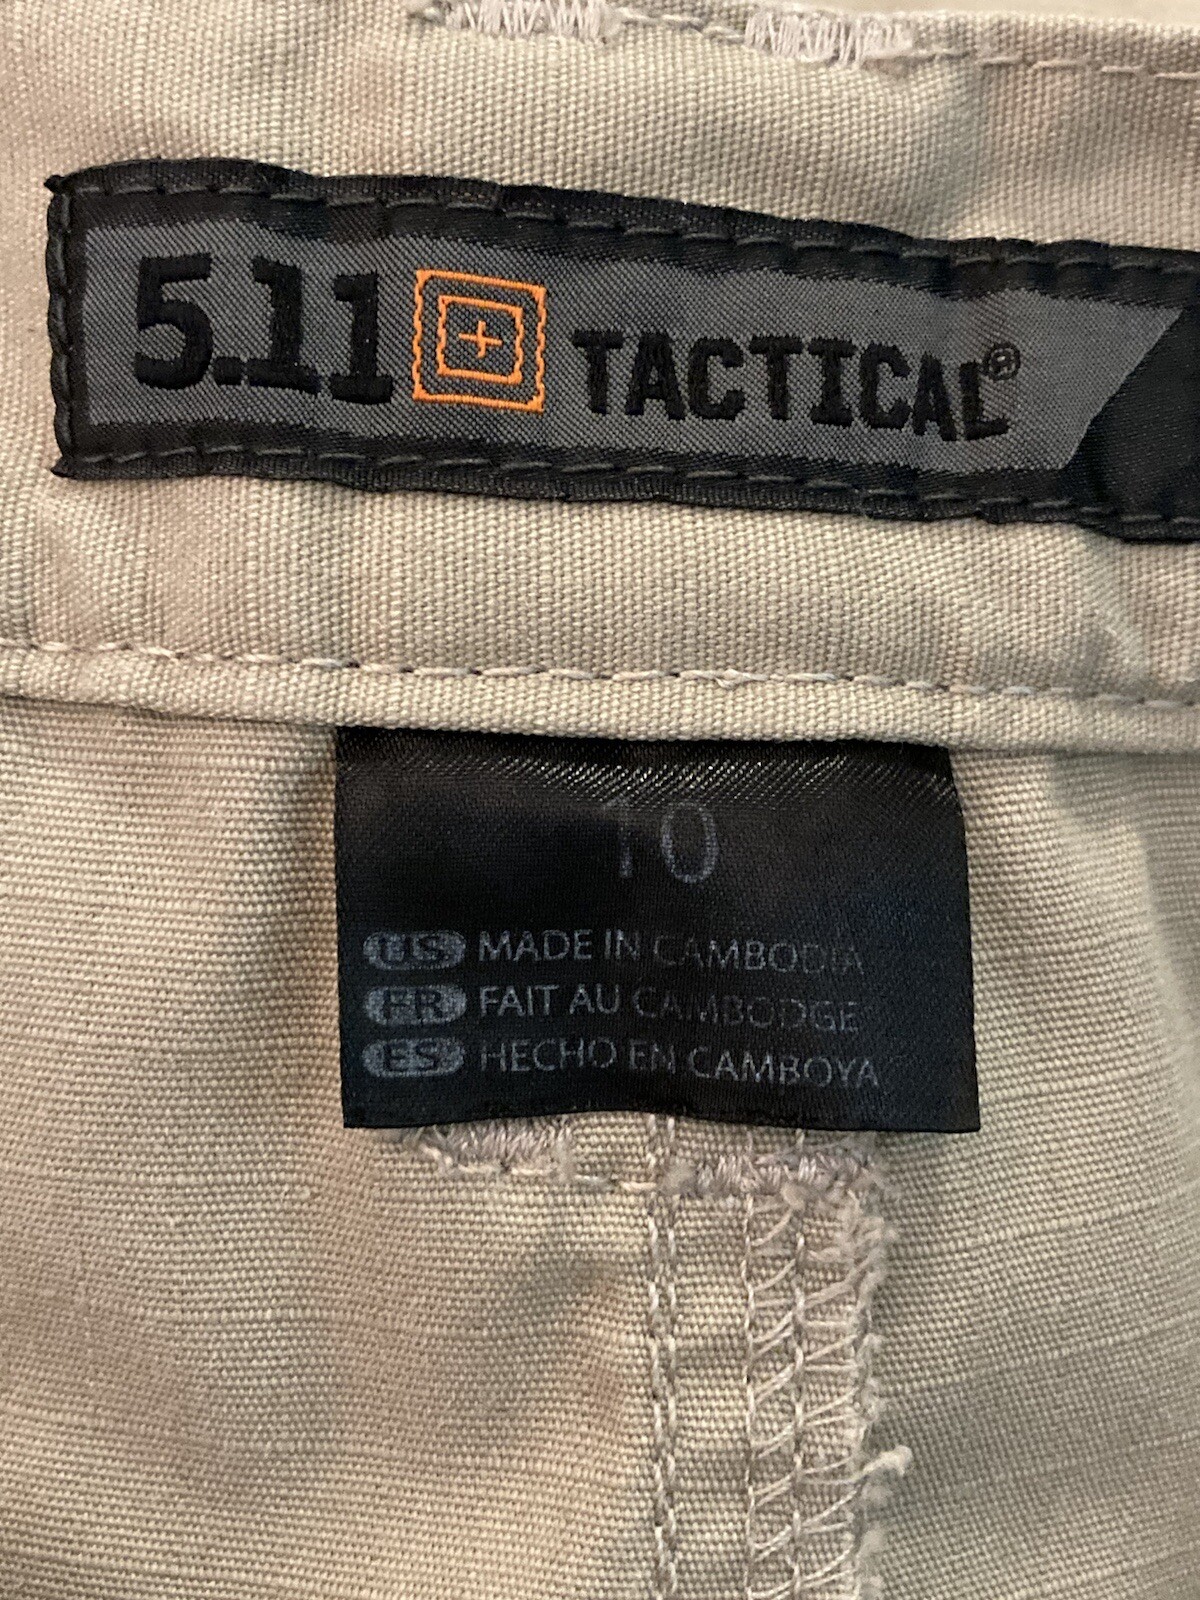 5.11 TACTICAL®
10
US MADE IN CAMBODIA
FR FAIT AU CAMBODGE
ES HECHO EN CAMBOYA